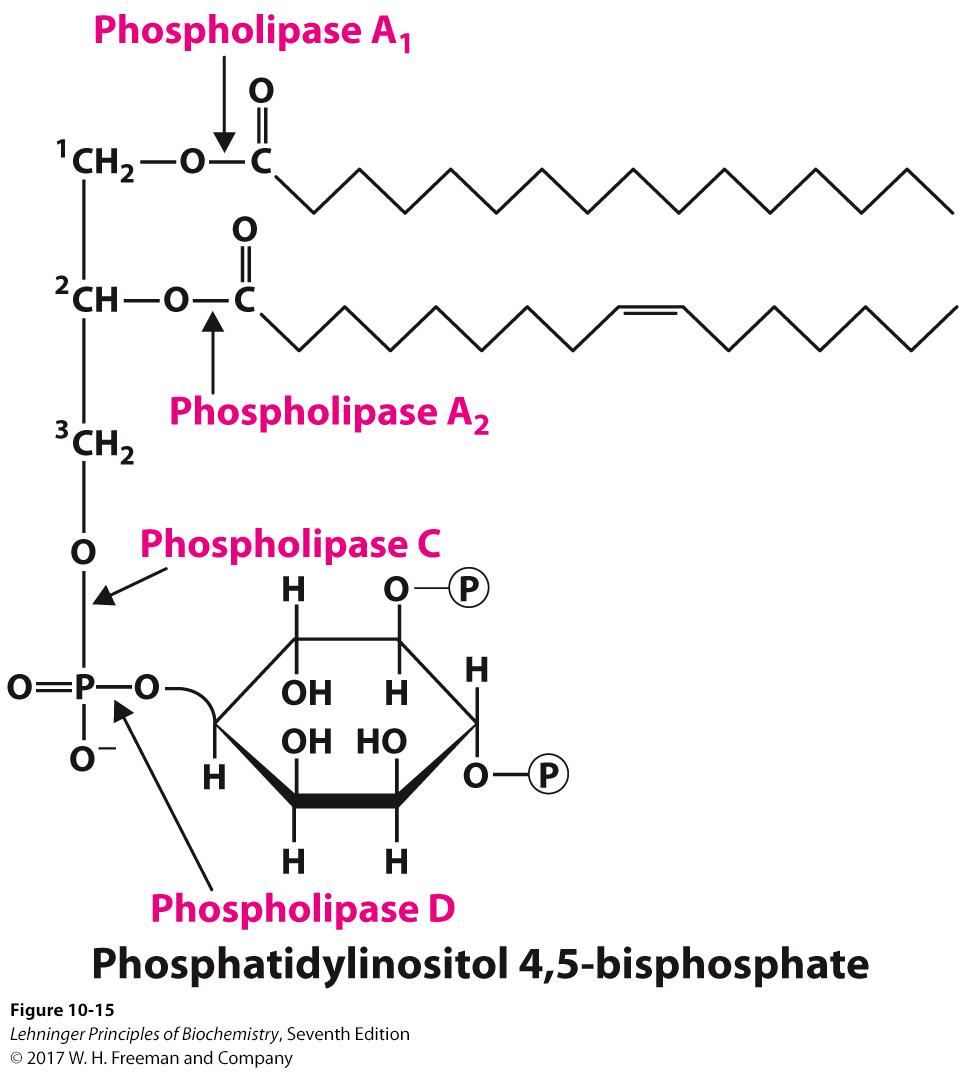 Phospholipase A₁
O
¹CH₂—O—C
O
²CH—O—C
Phospholipase A₂
³CH₂
O
Phospholipase C
H O—P
H
O=P—O OH H
OH HO
O⁻ H O—P
H H
Phospholipase D
Phosphatidylinositol 4,5-bisphosphate
Figure 10-15
Lehninger Principles of Biochemistry, Seventh Edition
© 2017 W. H. Freeman and Company